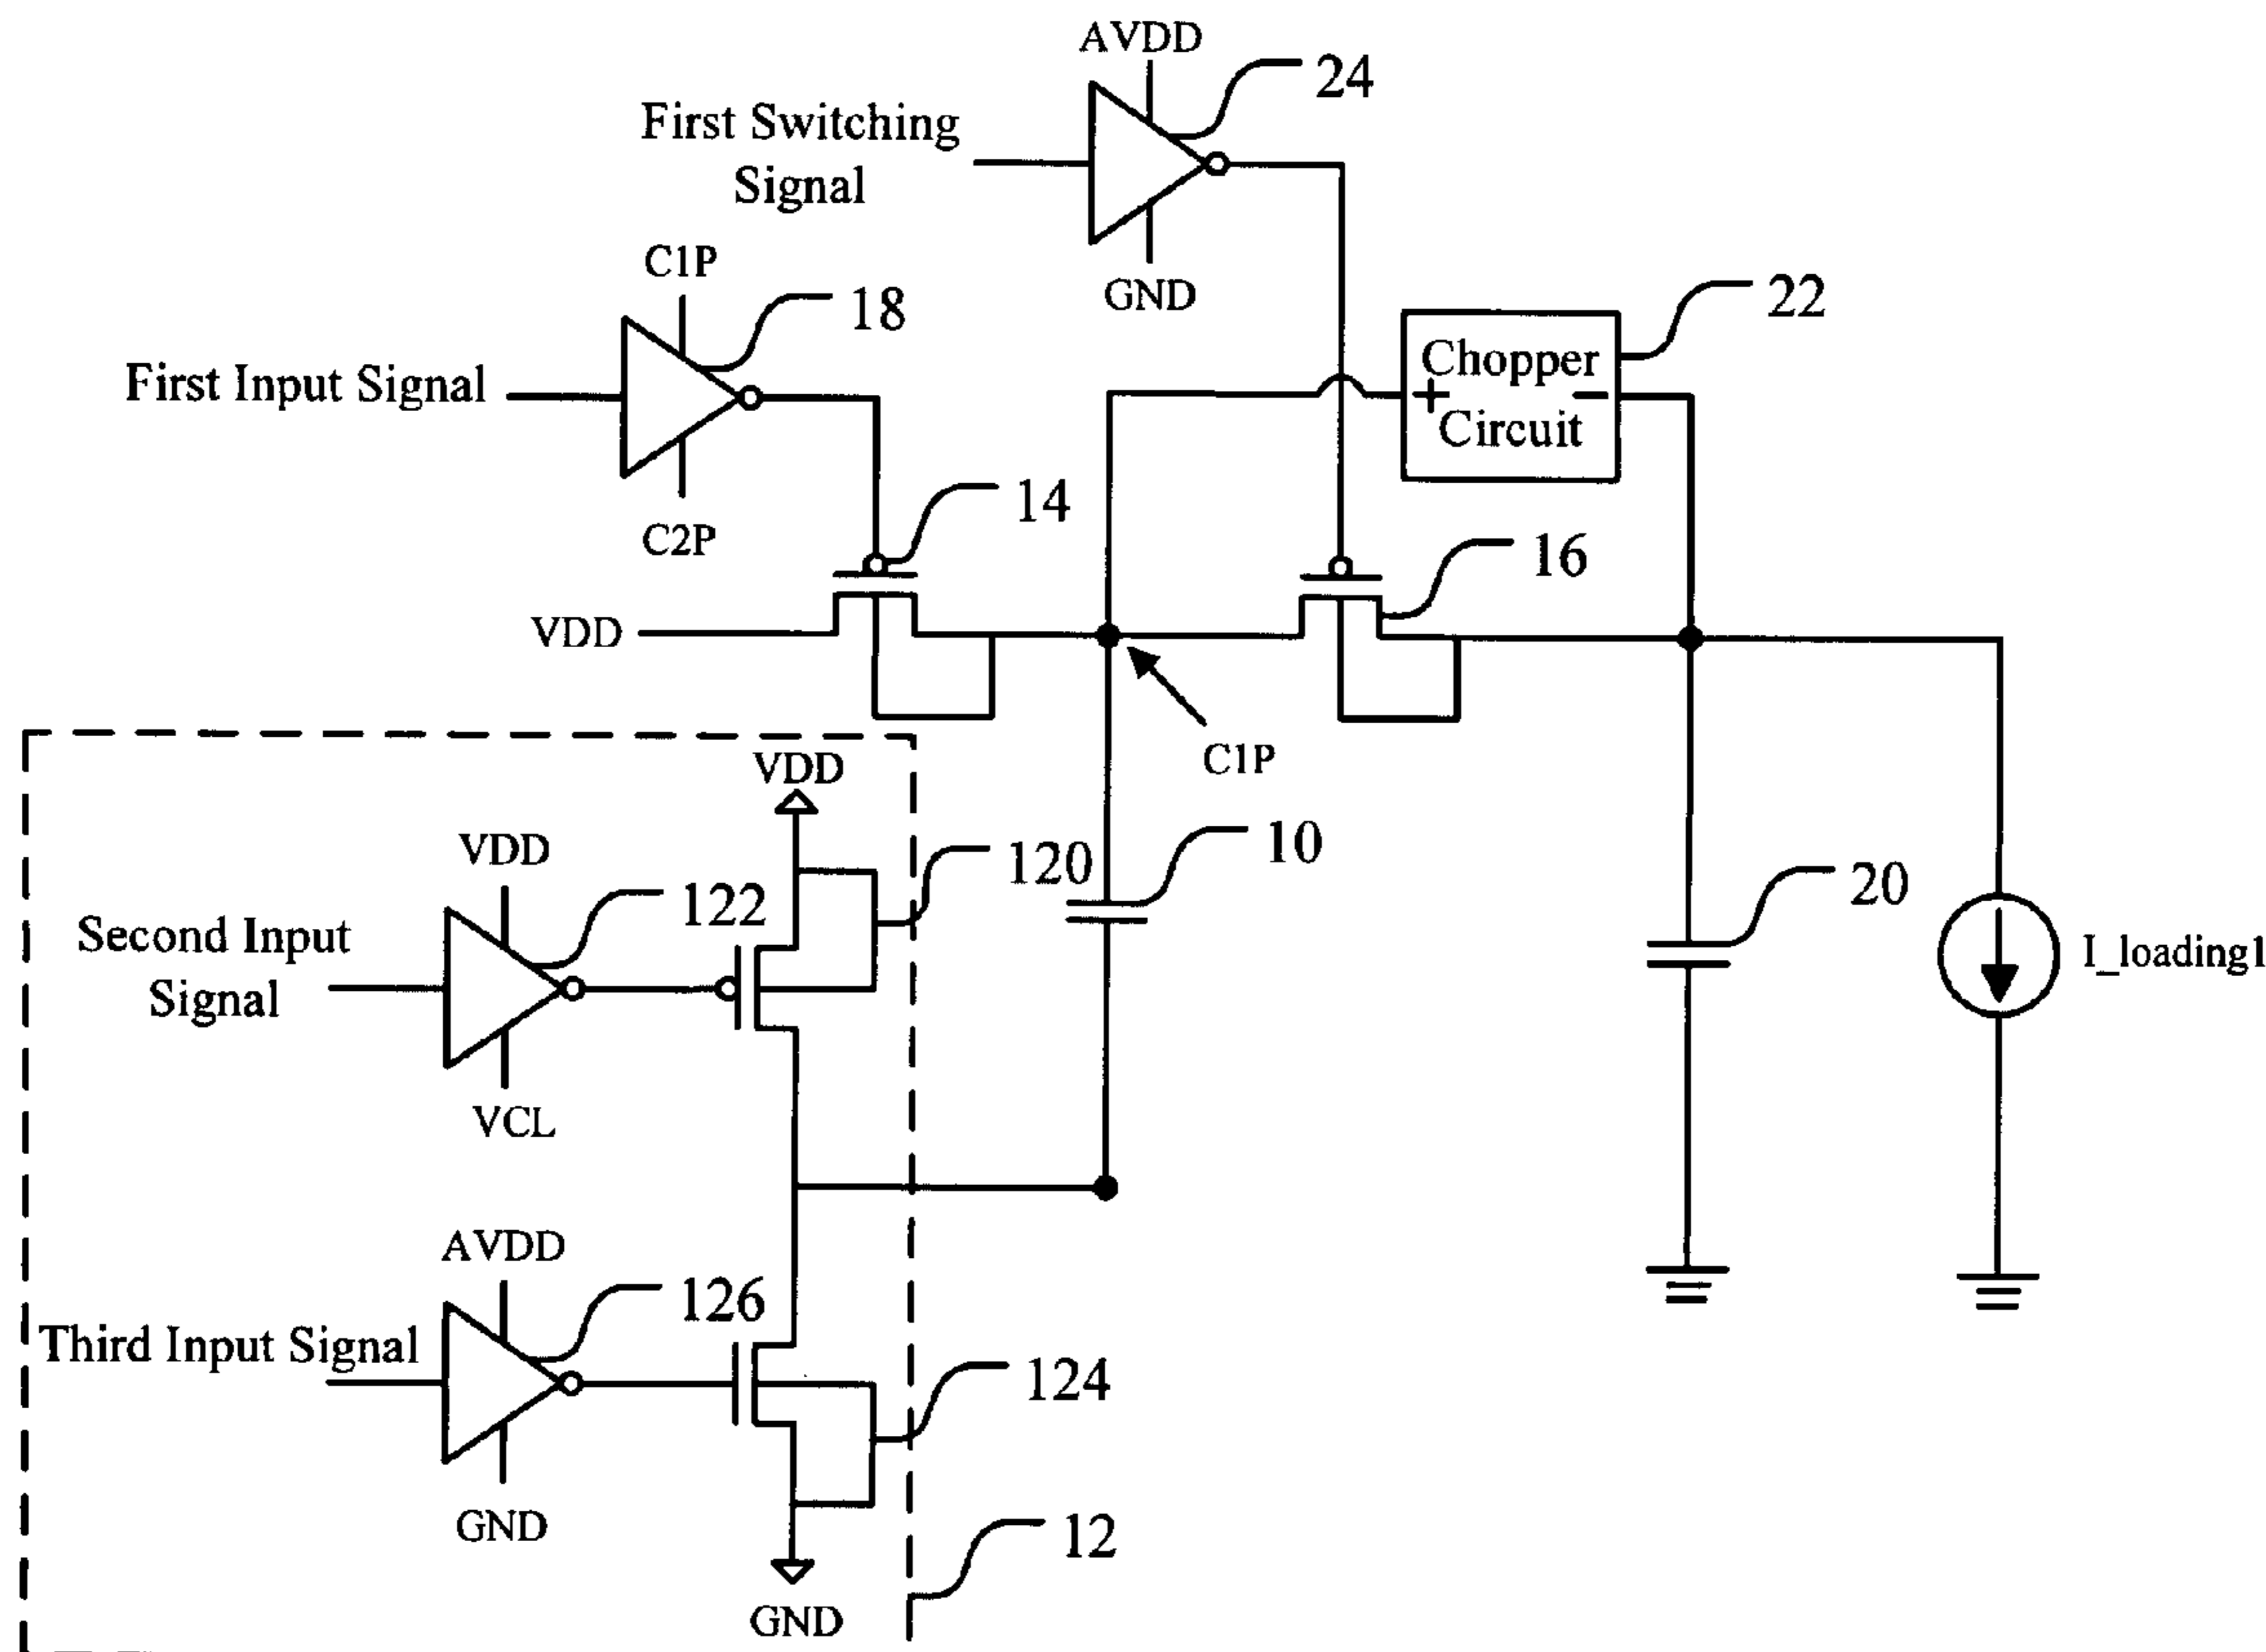 AVDD
24
First Switching
Signal
GND
C1P
18
22
Chopper
+ −
Circuit
First Input Signal
C2P
14
16
VDD
C1P
VDD
VDD
120
10
122
20
Second Input
Signal
I_loading1
VCL
AVDD
126
Third Input Signal
124
GND
12
GND